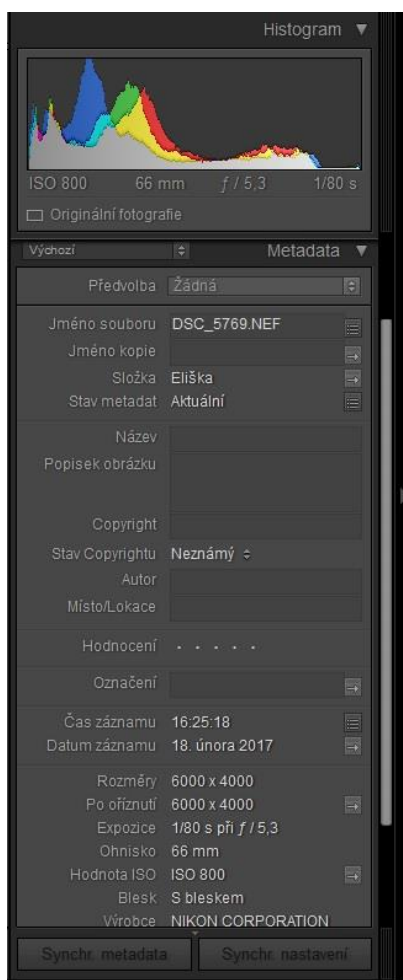 Histogram
ISO 800 66 mm ƒ / 5,3 1/80 s
Originální fotografie
Výchozí Metadata
Předvolba Žádná
Jméno souboru DSC_5769.NEF
Jméno kopie
Složka Eliška
Stav metadat Aktuální
Název
Popisek obrázku
Copyright
Stav Copyrightu Neznámý
Autor
Místo/Lokace
Hodnocení
Označení
Čas záznamu 16:25:18
Datum záznamu 18. února 2017
Rozměry 6000 x 4000
Po oříznutí 6000 x 4000
Expozice 1/80 s při ƒ / 5,3
Ohnisko 66 mm
Hodnota ISO ISO 800
Blesk S bleskem
Výrobce NIKON CORPORATION
Synchr. metadata Synchr. nastavení